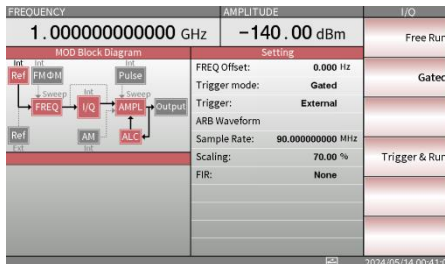 FREQUENCY AMPLITUDE I/Q
1.000000000000 GHz -140.00 dBm
MOD Block Diagram Setting
Int Int Int
Ref FMΦM Pulse
Sweep Int Sweep
FREQ I/Q AMPL Output
Ref AM ALC
Ext Int
FREQ Offset: 0.000 Hz
Trigger mode: Gated
Trigger: External
ARB Waveform
Sample Rate: 90.000000000 MHz
Scaling: 70.00 %
FIR: None
Free Run
Gated
Trigger & Run
2024/05/14 00:41: